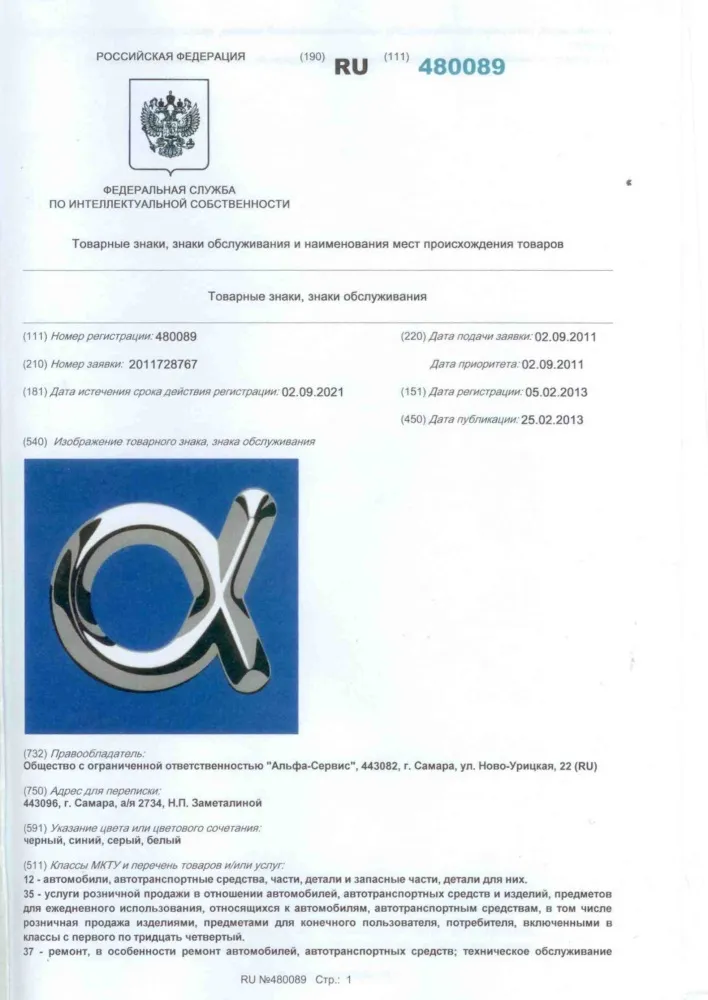 РОССИЙСКАЯ ФЕДЕРАЦИЯ (190) RU (111) 480089
ФЕДЕРАЛЬНАЯ СЛУЖБА
ПО ИНТЕЛЛЕКТУАЛЬНОЙ СОБСТВЕННОСТИ
Товарные знаки, знаки обслуживания и наименования мест происхождения товаров
Товарные знаки, знаки обслуживания
(111) Номер регистрации: 480089 (220) Дата подачи заявки: 02.09.2011
(210) Номер заявки: 2011728767 Дата приоритета: 02.09.2011
(181) Дата истечения срока действия регистрации: 02.09.2021 (151) Дата регистрации: 05.02.2013
(450) Дата публикации: 25.02.2013
(540) Изображение товарного знака, знака обслуживания
(732) Правообладатель:
Общество с ограниченной ответственностью "Альфа-Сервис", 443082, г. Самара, ул. Ново-Урицкая, 22 (RU)
(750) Адрес для переписки:
443096, г. Самара, а/я 2734, Н.П. Заметалиной
(591) Указание цвета или цветового сочетания:
черный, синий, серый, белый
(511) Классы МКТУ и перечень товаров и/или услуг:
12 - автомобили, автотранспортные средства, части, детали и запасные части, детали для них.
35 - услуги розничной продажи в отношении автомобилей, автотранспортных средств и изделий, предметов
для ежедневного использования, относящихся к автомобилям, автотранспортным средствам, в том числе
розничная продажа изделиями, предметами для конечного пользователя, потребителя, включенными в
классы с первого по тридцать четвертый.
37 - ремонт, в особенности ремонт автомобилей, автотранспортных средств; техническое обслуживание
RU №480089 Стр.: 1